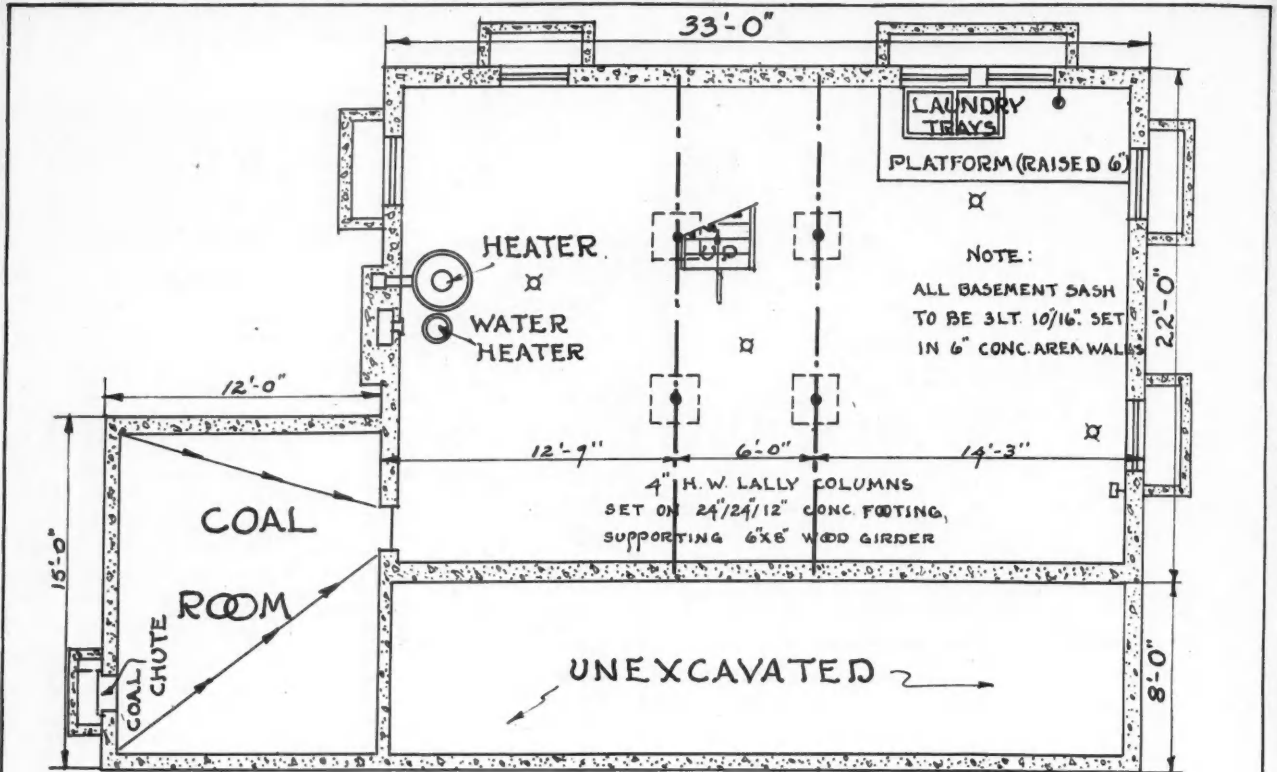 33'-0"
LAUNDRY
TRAYS
PLATFORM (RAISED 6")
HEATER
UP
NOTE:
ALL BASEMENT SASH
TO BE 3LT. 10/16". SET
IN 6" CONC. AREA WALLS
22'-0"
WATER
HEATER
12'-0"
12'-9" 6'-0" 14'-3"
4" H.W. LALLY COLUMNS
SET ON 24"/24"/12" CONC. FOOTING,
SUPPORTING 6"X8" WOOD GIRDER
COAL
ROOM
15'-0"
COAL
CHUTE
UNEXCAVATED
8'-0"